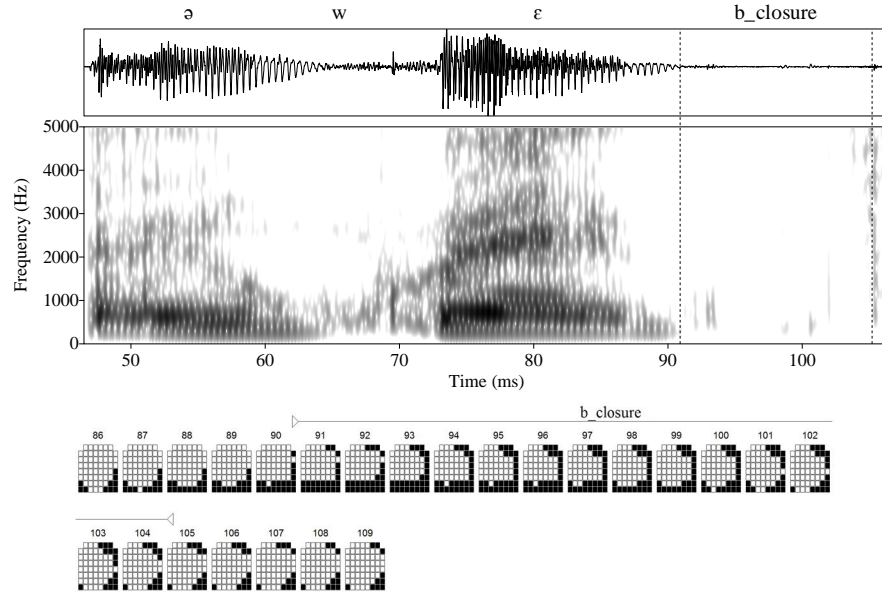 ə w ɛ b_closure
5000
4000
3000
2000
1000
0
Frequency (Hz)
50 60 70 80 90 100
Time (ms)
b_closure
86 87 88 89 90 91 92 93 94 95 96 97 98 99 100 101 102
103 104 105 106 107 108 109